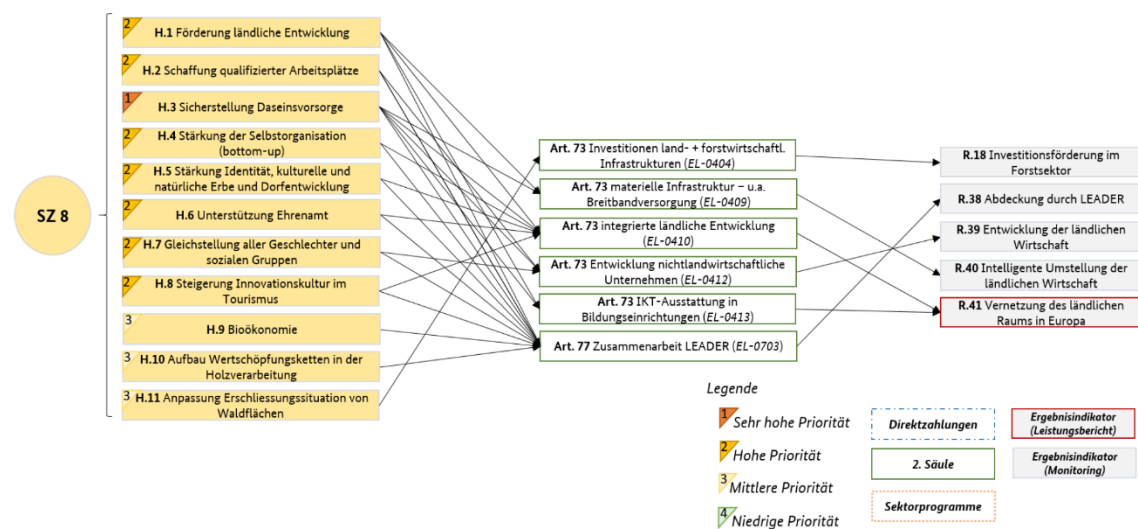 SZ 8
2
H.1 Förderung ländliche Entwicklung
2
H.2 Schaffung qualifizierter Arbeitsplätze
1
H.3 Sicherstellung Daseinsvorsorge
2
H.4 Stärkung der Selbstorganisation
(bottom-up)
2
H.5 Stärkung Identität, kulturelle und
natürliche Erbe und Dorfentwicklung
2
H.6 Unterstützung Ehrenamt
2
H.7 Gleichstellung aller Geschlechter und
sozialen Gruppen
2
H.8 Steigerung Innovationskultur im
Tourismus
3
H.9 Bioökonomie
3
H.10 Aufbau Wertschöpfungsketten in der
Holzverarbeitung
3
H.11 Anpassung Erschliessungssituation von
Waldflächen
Art. 73 Investitionen land- + forstwirtschaftl.
Infrastrukturen (EL-0404)
Art. 73 materielle Infrastruktur – u.a.
Breitbandversorgung (EL-0409)
Art. 73 integrierte ländliche Entwicklung
(EL-0410)
Art. 73 Entwicklung nichtlandwirtschaftliche
Unternehmen (EL-0412)
Art. 73 IKT-Ausstattung in
Bildungseinrichtungen (EL-0413)
Art. 77 Zusammenarbeit LEADER (EL-0703)
R.18 Investitionsförderung im
Forstsektor
R.38 Abdeckung durch LEADER
R.39 Entwicklung der ländlichen
Wirtschaft
R.40 Intelligente Umstellung der
ländlichen Wirtschaft
R.41 Vernetzung des ländlichen
Raums in Europa
Legende
1 Sehr hohe Priorität
2 Hohe Priorität
3 Mittlere Priorität
4 Niedrige Priorität
Direktzahlungen
2. Säule
Sektorprogramme
Ergebnisindikator
(Leistungsbericht)
Ergebnisindikator
(Monitoring)